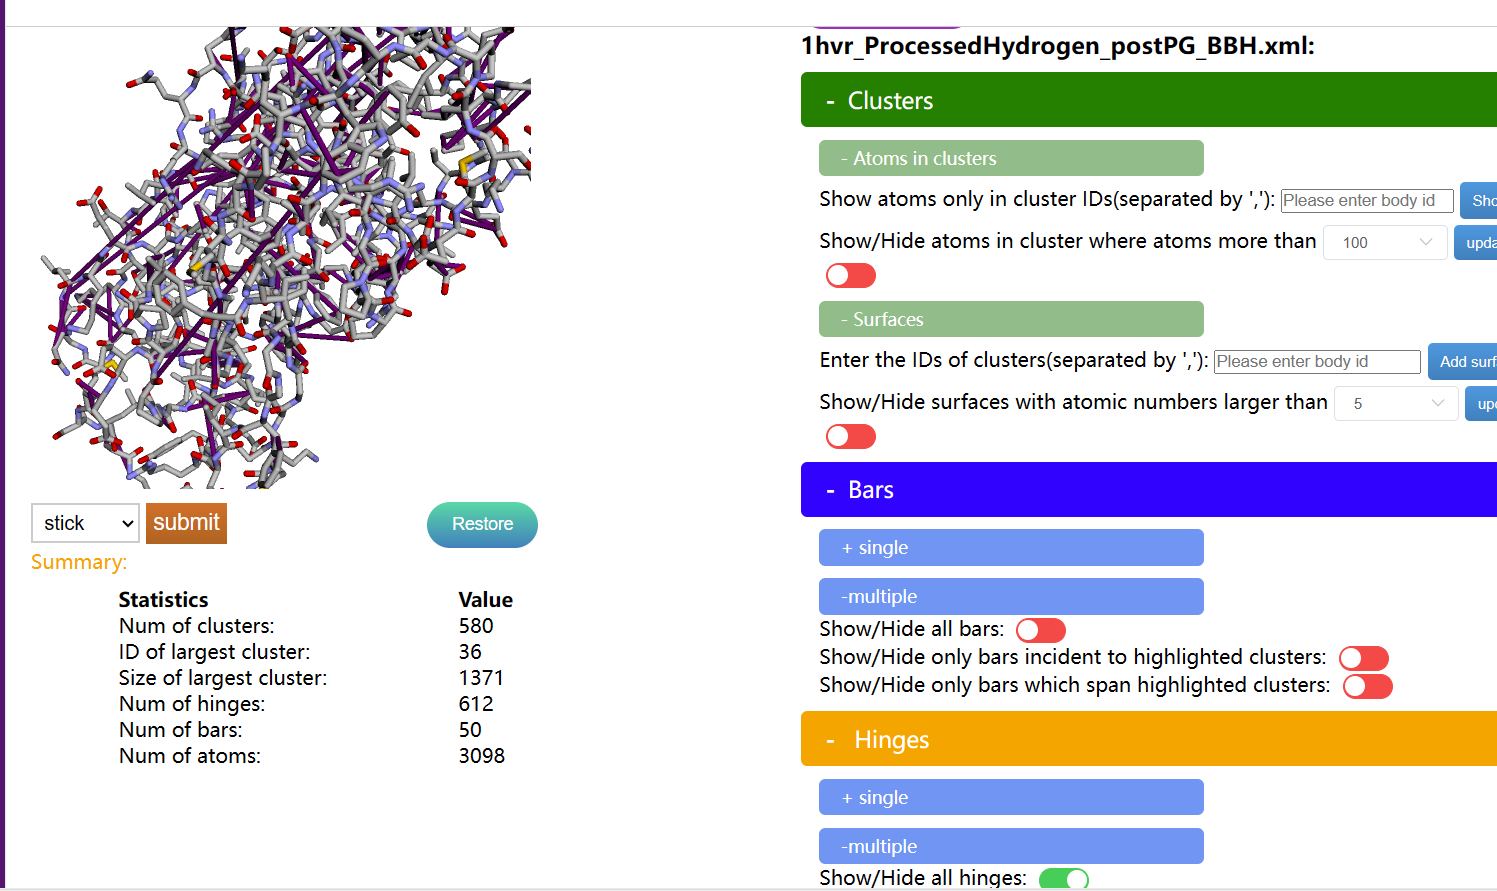 1hvr_ProcessedHydrogen_postPG_BBH.xml:
- Clusters
- Atoms in clusters
Show atoms only in cluster IDs(separated by ','): Please enter body id
Show/Hide atoms in cluster where atoms more than 100
- Surfaces
Enter the IDs of clusters(separated by ','): Please enter body id Add
Show/Hide surfaces with atomic numbers larger than 5
- Bars
+ single
-multiple
Show/Hide all bars:
Show/Hide only bars incident to highlighted clusters:
Show/Hide only bars which span highlighted clusters:
- Hinges
+ single
-multiple
Show/Hide all hinges:
stick submit Restore
Summary:
Statistics Value
Num of clusters: 580
ID of largest cluster: 36
Size of largest cluster: 1371
Num of hinges: 612
Num of bars: 50
Num of atoms: 3098